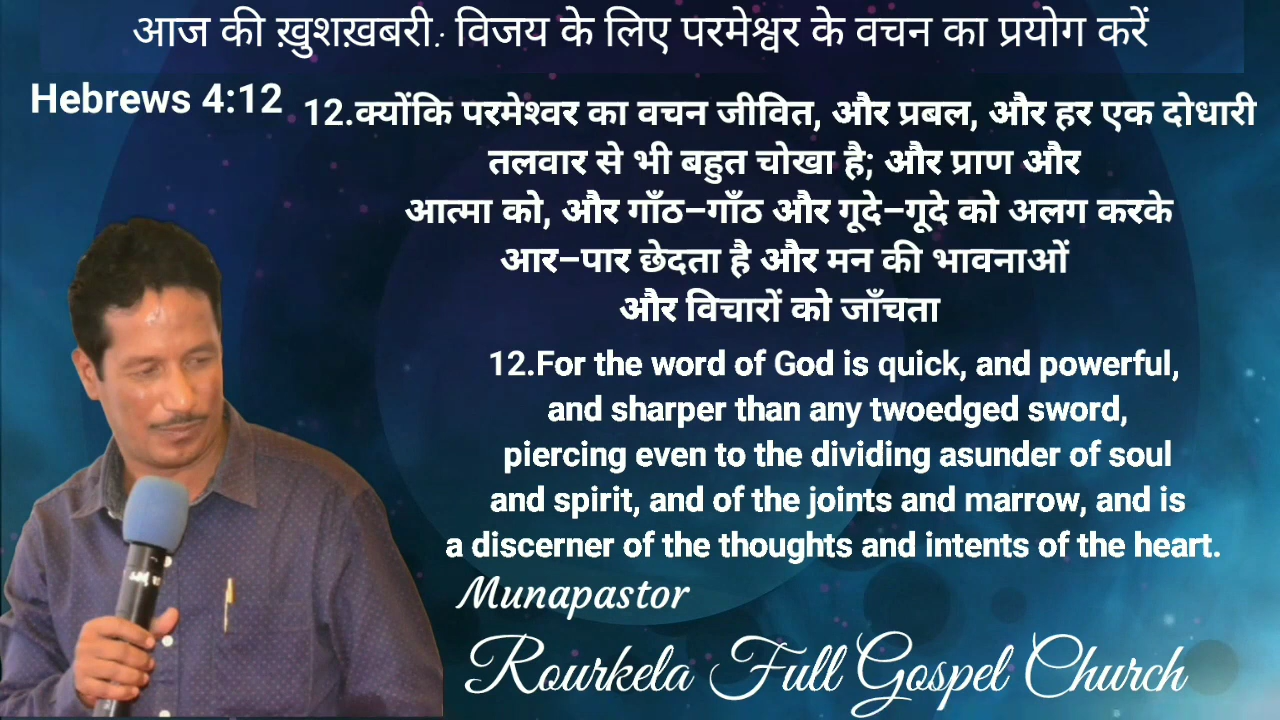 आज की ख़ुशख़बरी: विजय के लिए परमेश्वर के वचन का प्रयोग करें
Hebrews 4:12
12.क्योंकि परमेश्‍वर का वचन जीवित, और प्रबल, और हर एक दोधारी
तलवार से भी बहुत चोखा है; और प्राण और
आत्मा को, और गाँठ–गाँठ और गूदे–गूदे को अलग करके
आर–पार छेदता है और मन की भावनाओं
और विचारों को जाँचता
12.For the word of God is quick, and powerful,
and sharper than any twoedged sword,
piercing even to the dividing asunder of soul
and spirit, and of the joints and marrow, and is
a discerner of the thoughts and intents of the heart.
Munapastor
Rourkela Full Gospel Church